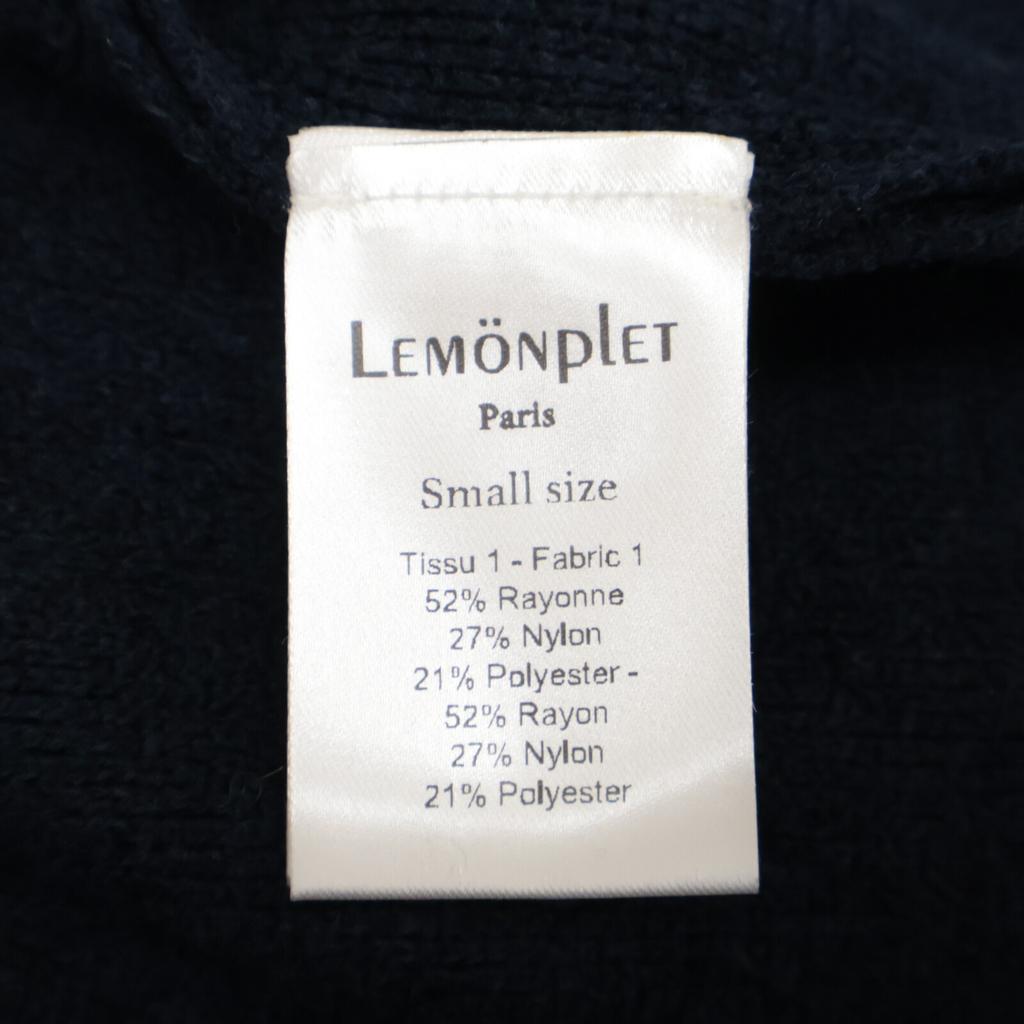 LEMÖNPLET
Paris
Small size
Tissu 1 - Fabric 1
52% Rayonne
27% Nylon
21% Polyester -
52% Rayon
27% Nylon
21% Polyester